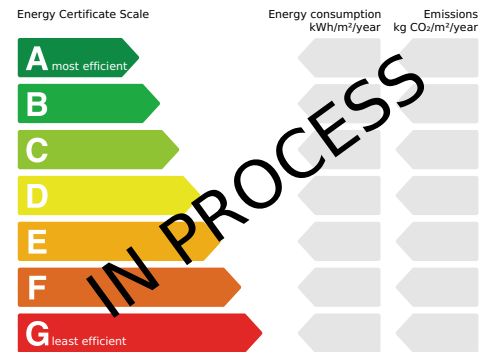 Energy Certificate Scale
Energy consumption
kWh/m²/year
Emissions
kg CO₂/m²/year
A most efficient
B
C
D
E
F
G least efficient
IN PROCESS